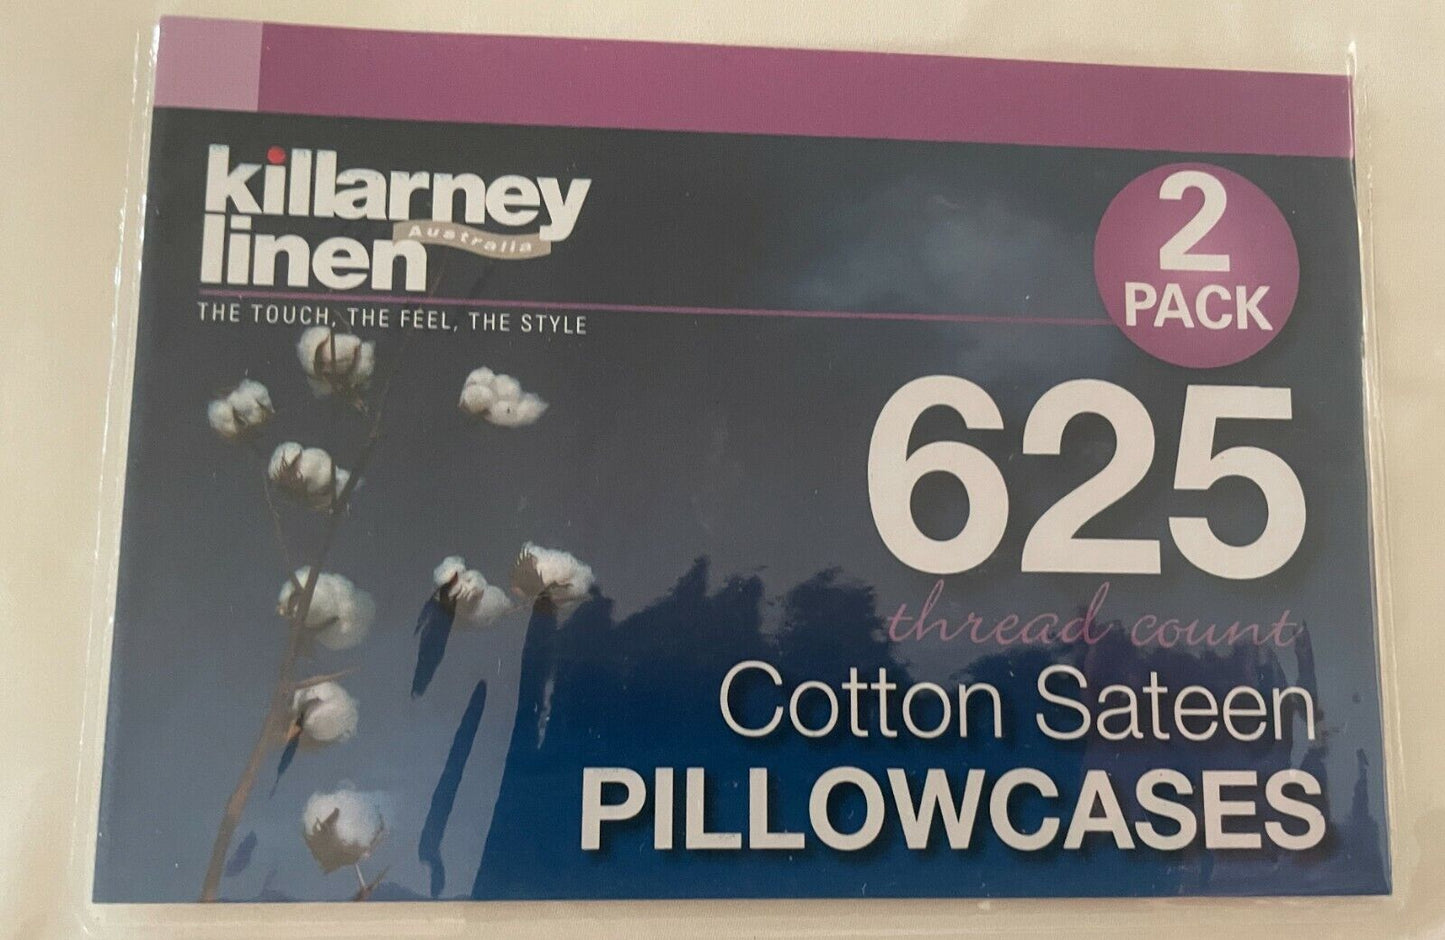 killarney
linen
Australia
THE TOUCH, THE FEEL, THE STYLE
2
PACK
625
thread count
Cotton Sateen
PILLOWCASES